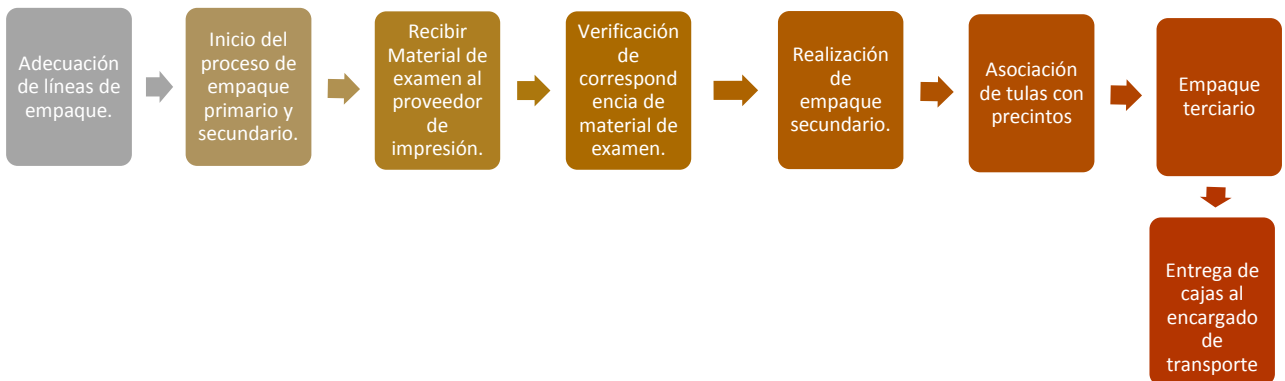 Adecuación
de líneas de
empaque.
Inicio del
proceso de
empaque
primario y
secundario.
Recibir
Material de
examen al
proveedor
de
impresión.
Verificación
de
correspond
encia de
material de
examen.
Realización
de
empaque
secundario.
Asociación
de tulas con
precintos
Empaque
terciario
Entrega de
cajas al
encargado
de
transporte